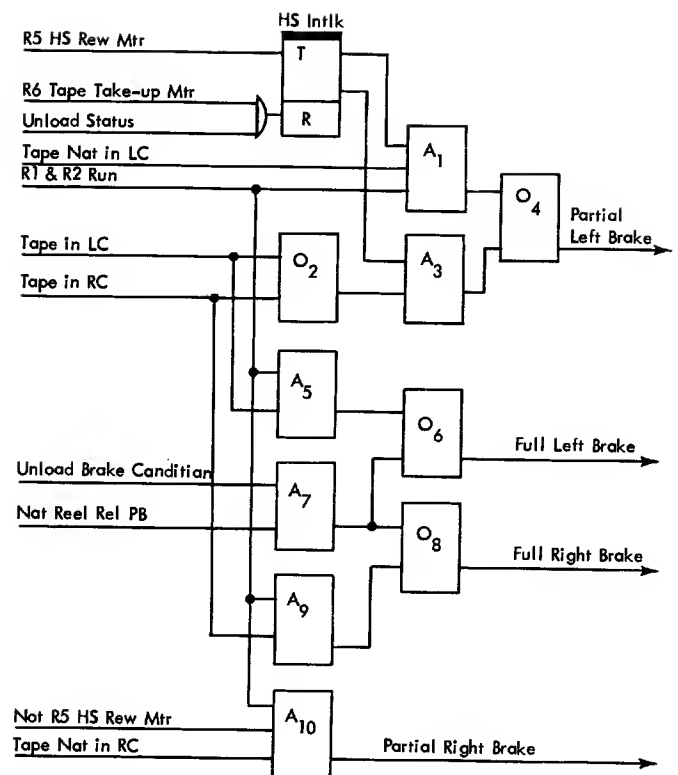 HS Intlk
R5 HS Rew Mtr
T
R6 Tape Take-up Mtr
R
Unload Status
Tape Nat in LC
A1
R1 & R2 Run
O4
Partial
Left Brake
Tape in LC
O2
A3
Tape in RC
A5
O6
Full Left Brake
Unload Brake Canditian
A7
Nat Reel Rel PB
O8
Full Right Brake
A9
Not R5 HS Rew Mtr
A10
Tape Nat in RC
Partial Right Brake